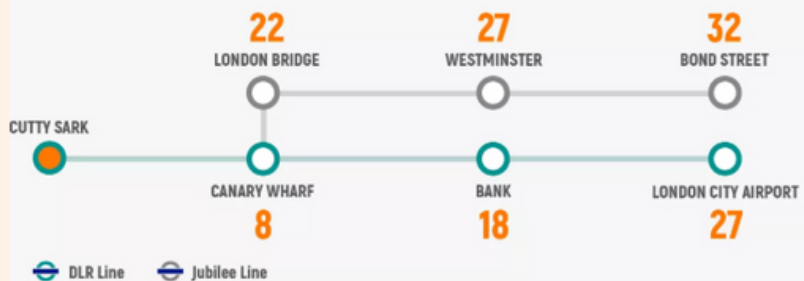 22 27 32
LONDON BRIDGE WESTMINSTER BOND STREET
CUTTY SARK
CANARY WHARF BANK LONDON CITY AIRPORT
8 18 27
DLR Line Jubilee Line